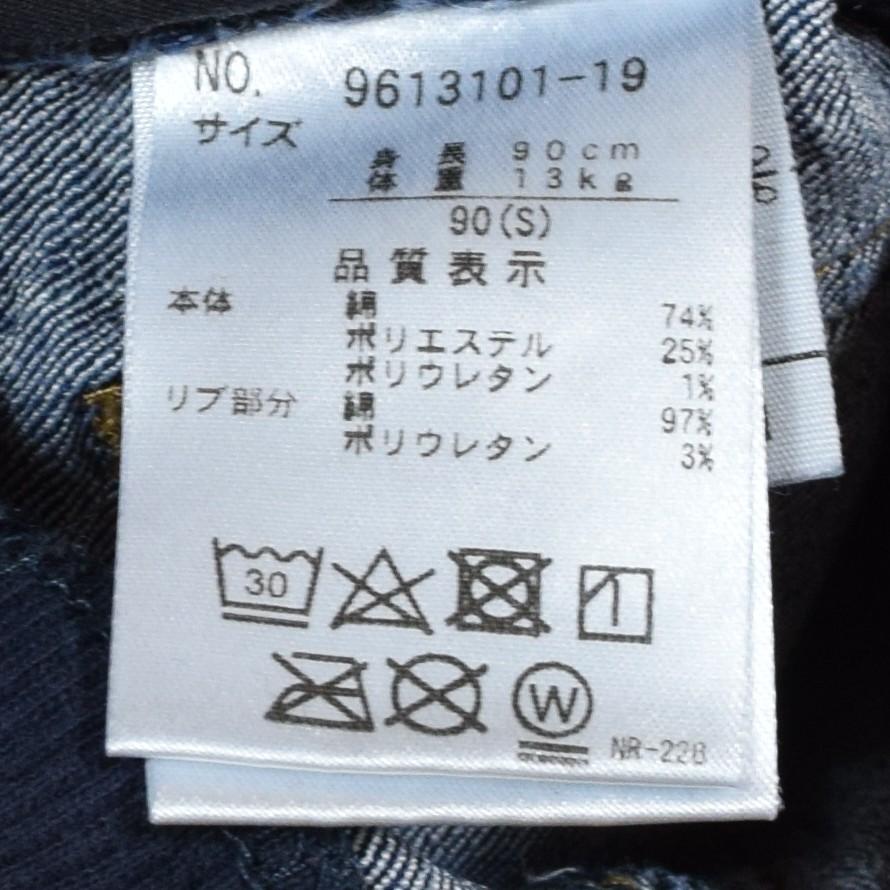 NO. 9613101-19
サイズ
身長 90cm
体重 13kg
90(S)
品質表示
本体 綿 74%
ポリエステル 25%
ポリウレタン 1%
リブ部分 綿 97%
ポリウレタン 3%
30
W
NR-228